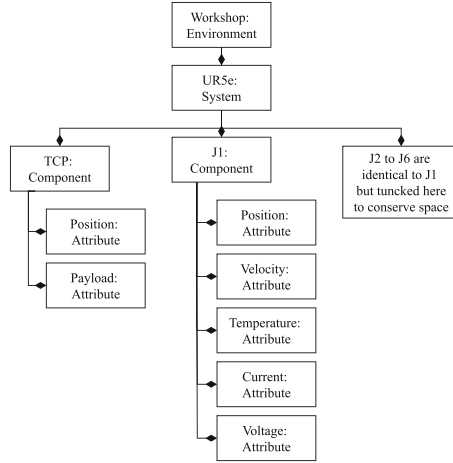 Workshop:
Environment
UR5e:
System
TCP:
Component
J1:
Component
J2 to J6 are
identical to J1
but tuncked here
to conserve space
Position:
Attribute
Payload:
Attribute
Position:
Attribute
Velocity:
Attribute
Temperature:
Attribute
Current:
Attribute
Voltage:
Attribute